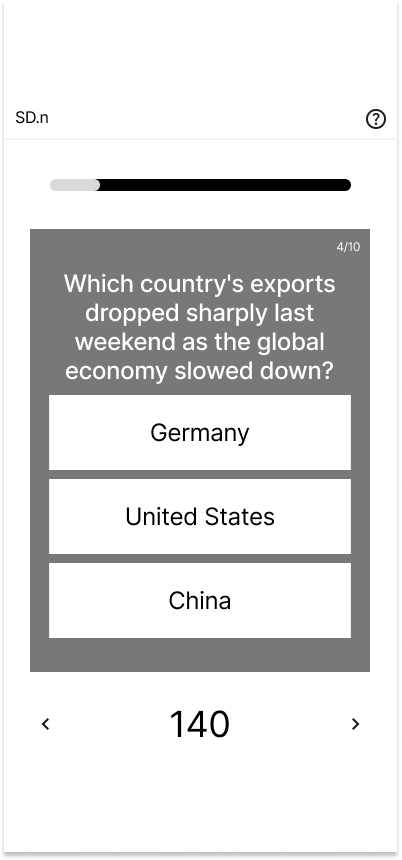 SD.n
4/10
Which country's exports
dropped sharply last
weekend as the global
economy slowed down?
Germany
United States
China
140